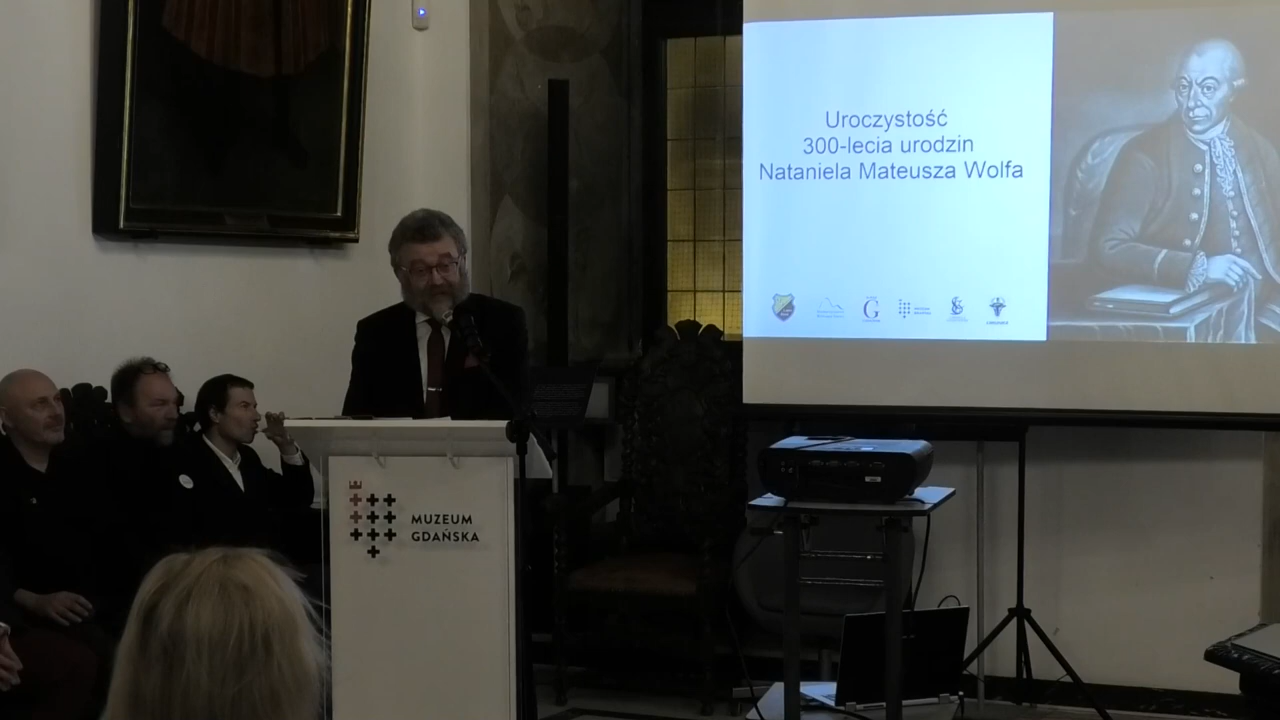 Uroczystość
300-lecia urodzin
Nataniela Mateusza Wolfa
MUZEUM
GDAŃSKA